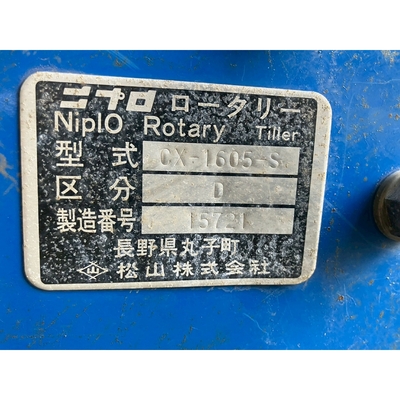 ニプロ ロータリー
NiplO Rotary Tiller
型式 CX-1605-S
区分 D
製造番号 15721
長野県丸子町
松山株式会社